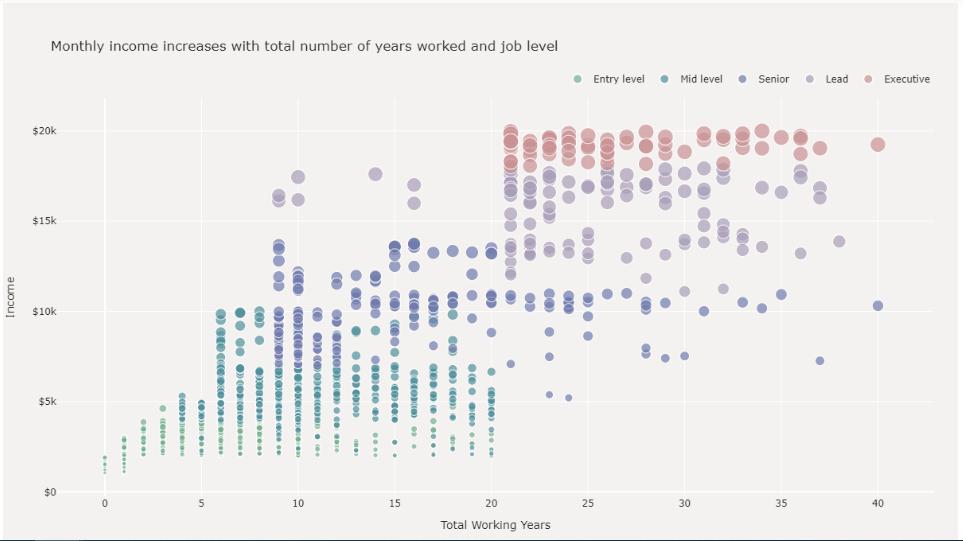 Monthly income increases with total number of years worked and job level
Entry level Mid level Senior Lead Executive
$20k
$15k
$10k
$5k
$0
0 5 10 15 20 25 30 35 40
Income
Total Working Years